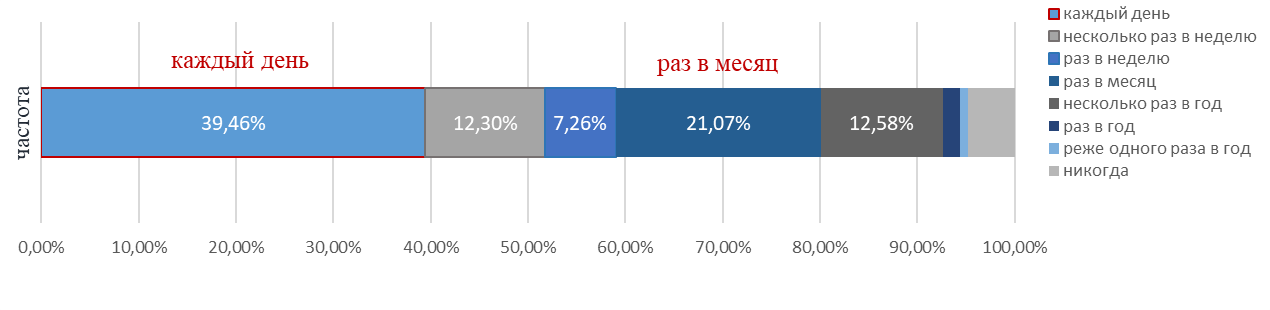 каждый день
раз в месяц
частота
39,46%
12,30%
7,26%
21,07%
12,58%
0,00%
10,00%
20,00%
30,00%
40,00%
50,00%
60,00%
70,00%
80,00%
90,00%
100,00%
каждый день
несколько раз в неделю
раз в неделю
раз в месяц
несколько раз в год
раз в год
реже одного раза в год
никогда